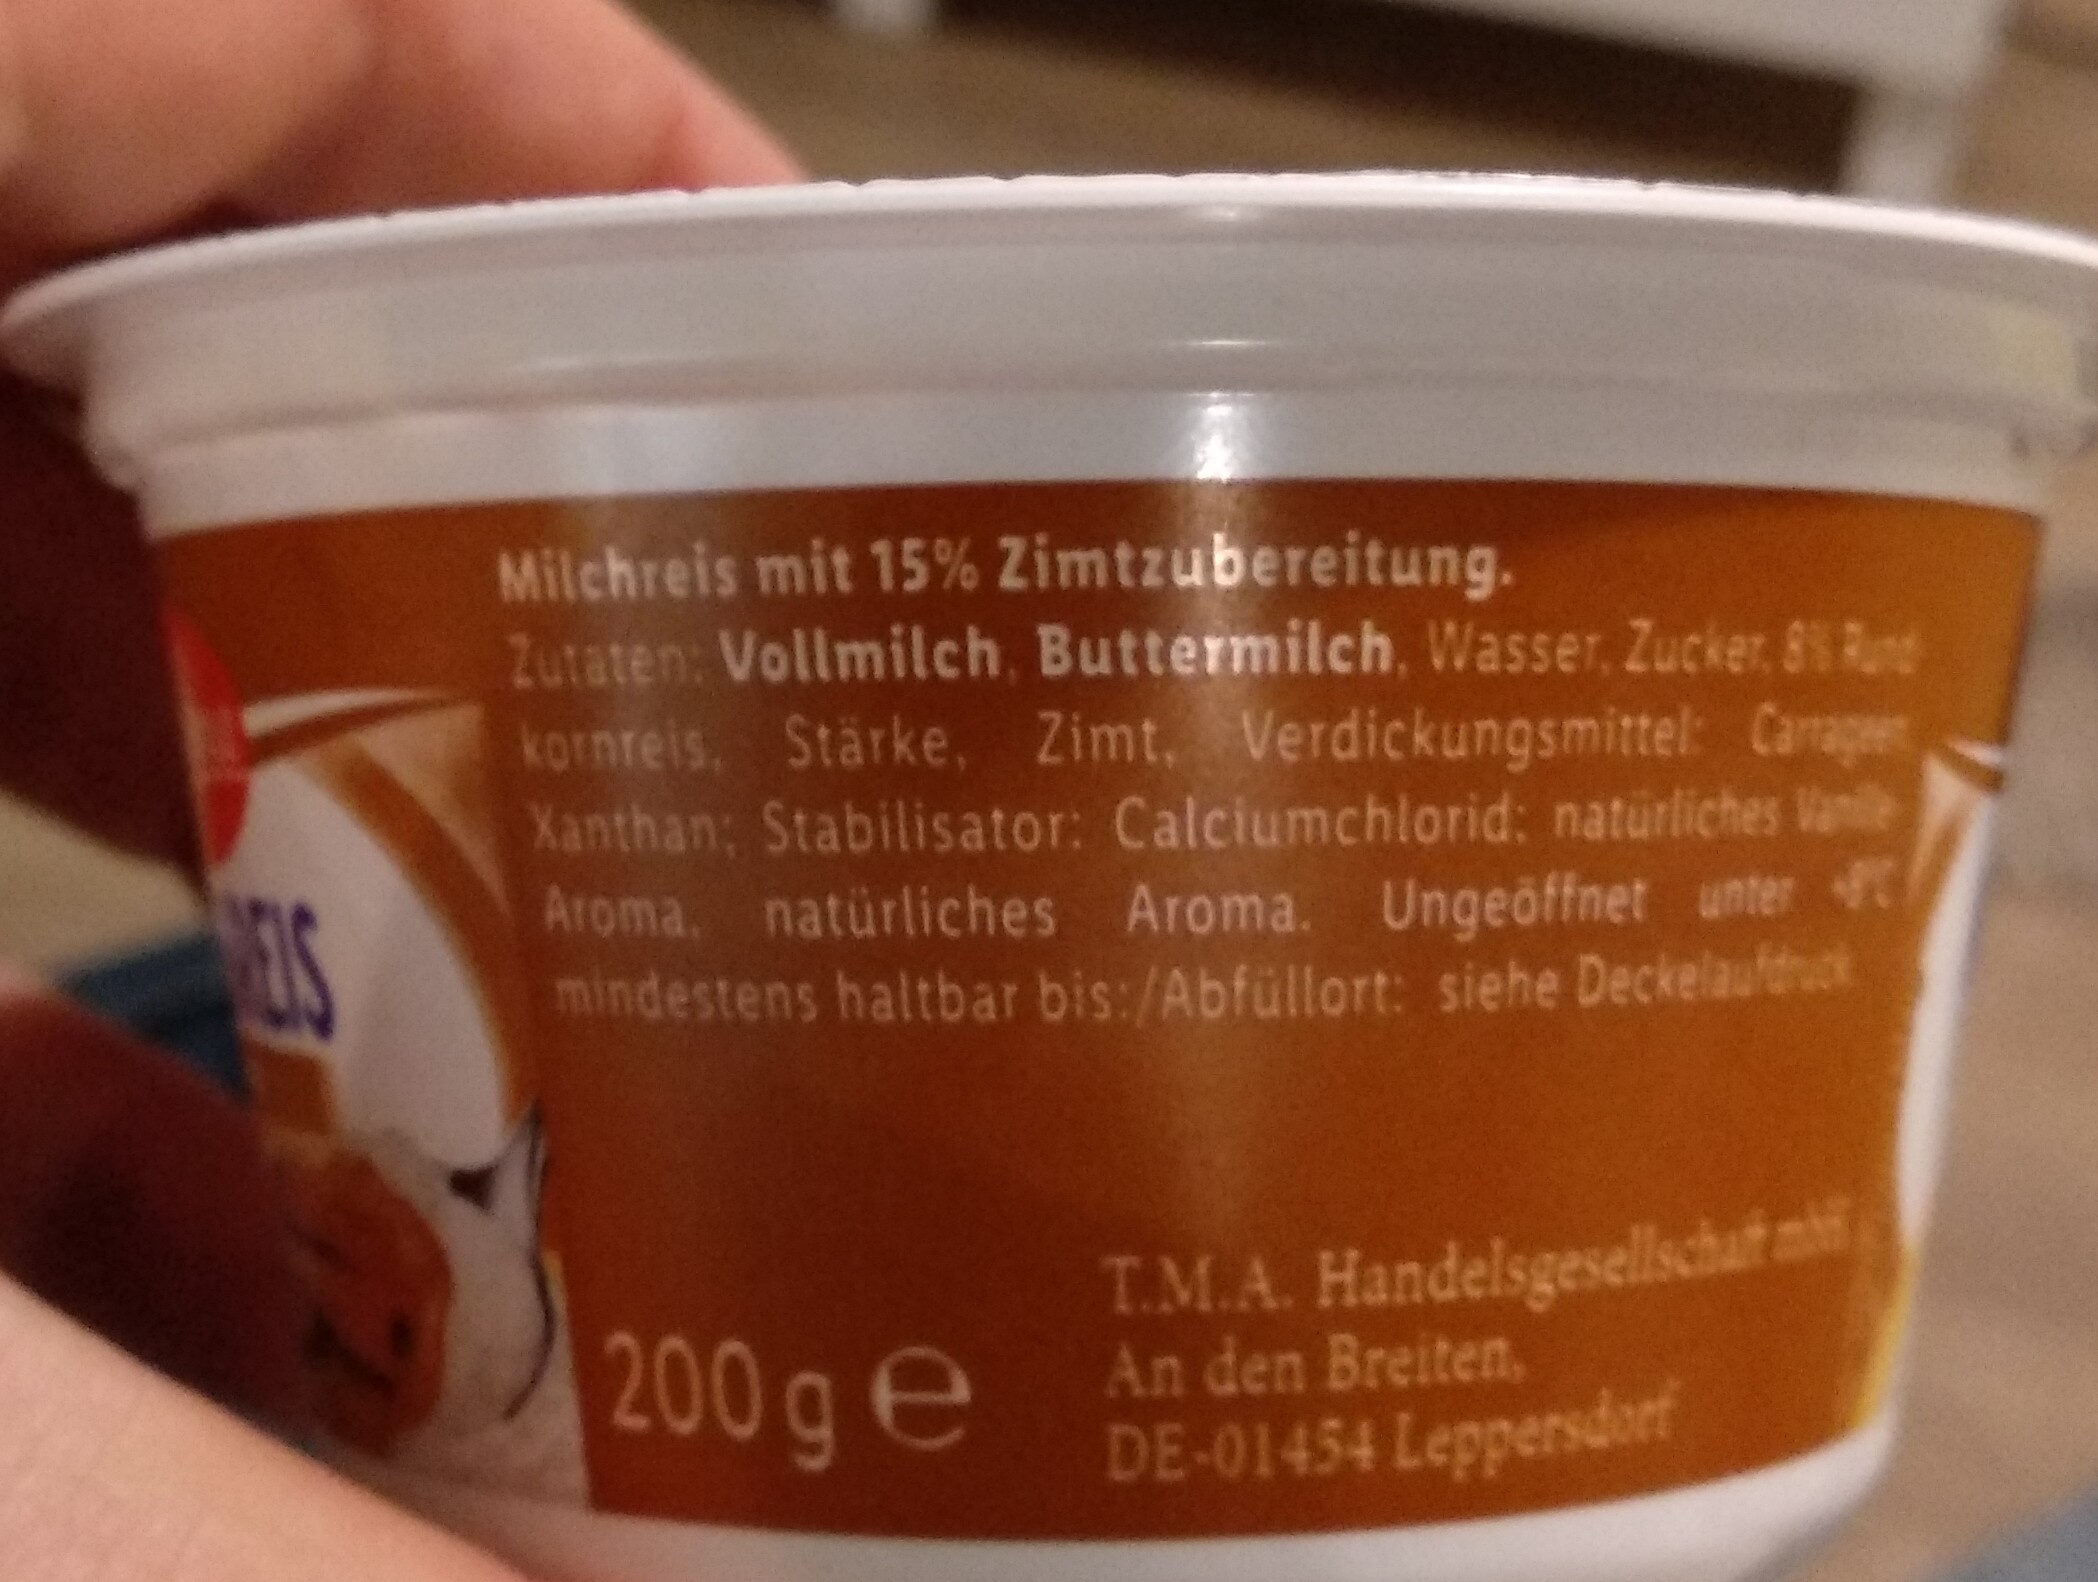 Milchreis mit 15% Zimtzubereitung.
Zutaten: Vollmilch, Buttermilch, Wasser, Zucker, 8% Rund-
kornreis, Stärke, Zimt, Verdickungsmittel: Carrageen
Xanthan; Stabilisator: Calciumchlorid; natürliches Vanille
Aroma, natürliches Aroma. Ungeöffnet unter +8°C
mindestens haltbar bis:/Abfüllort: siehe Deckelaufdruck
REIS
200 g e
T.M.A. Handelsgesellschaft mbH
An den Breiten,
DE-01454 Leppersdorf